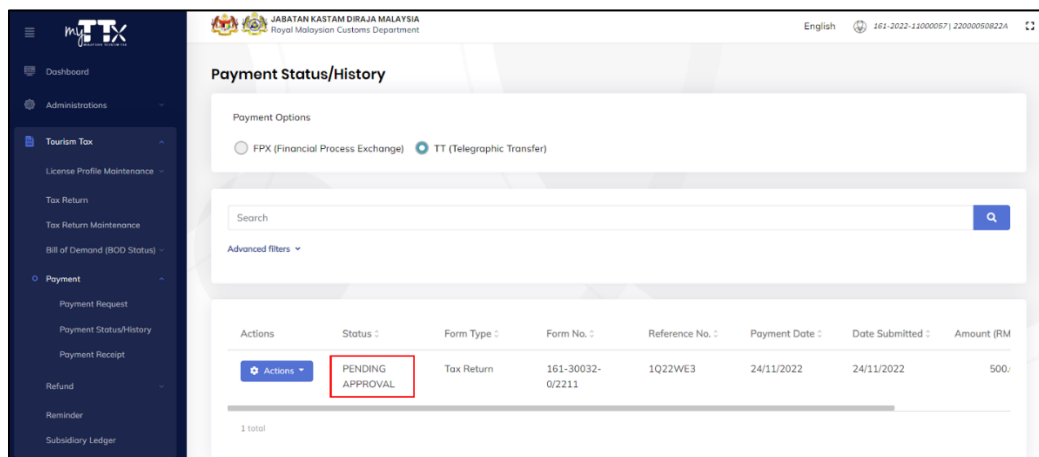 myTTX
JABATAN KASTAM DIRAJA MALAYSIA
Royal Malaysian Customs Department
English
161-2022-11000057 | 22000050822A
Dashboard
Administrations
Tourism Tax
License Profile Maintenance
Tax Return
Tax Return Maintenance
Bill of Demand (BOD Status)
Payment
Payment Request
Payment Status/History
Payment Receipt
Refund
Reminder
Subsidiary Ledger
Payment Status/History
Payment Options
FPX (Financial Process Exchange) TT (Telegraphic Transfer)
Search
Advanced filters
Actions Status Form Type Form No. Reference No. Payment Date Date Submitted Amount (RM
Actions PENDING Tax Return 161-30032- 1Q22WE3 24/11/2022 24/11/2022 500.
APPROVAL 0/2211
1 total